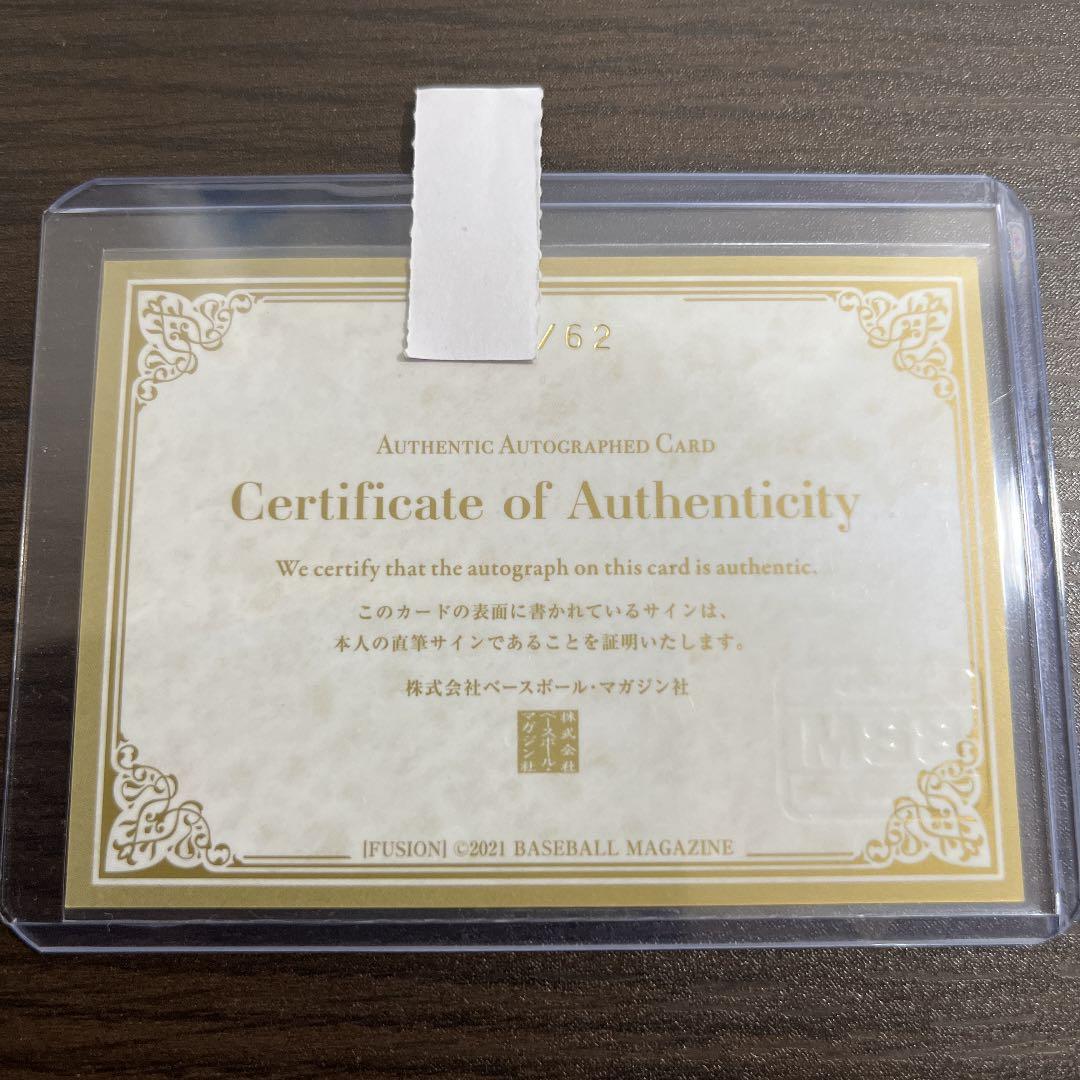 /62
AUTHENTIC AUTOGRAPHED CARD
Certificate of Authenticity
We certify that the autograph on this card is authentic.
このカードの表面に書かれているサインは、
本人の直筆サインであることを証明いたします。
株式会社ベースボール・マガジン社
株式会社
ベースボール・
マガジン社
[FUSION] ©2021 BASEBALL MAGAZINE